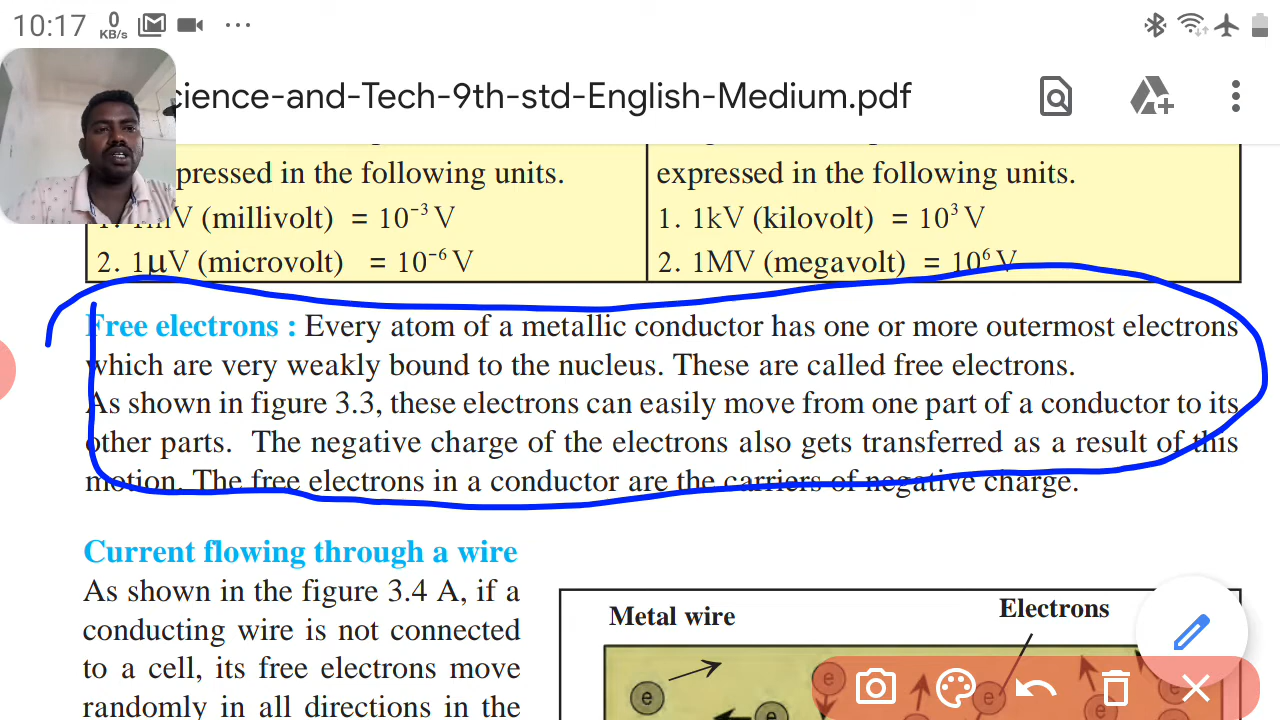 10:17 0 KB/s ...
cience-and-Tech-9th-std-English-Medium.pdf
pressed in the following units.
expressed in the following units.
V (millivolt) = 10⁻³ V
1. 1kV (kilovolt) = 10³ V
2. 1µV (microvolt) = 10⁻⁶ V
2. 1MV (megavolt) = 10⁶ V
Free electrons : Every atom of a metallic conductor has one or more outermost electrons
which are very weakly bound to the nucleus. These are called free electrons.
As shown in figure 3.3, these electrons can easily move from one part of a conductor to its
other parts. The negative charge of the electrons also gets transferred as a result of this
motion. The free electrons in a conductor are the carriers of negative charge.
Current flowing through a wire
As shown in the figure 3.4 A, if a
conducting wire is not connected
to a cell, its free electrons move
randomly in all directions in the
Metal wire
Electrons
e
e
e
e
e
e